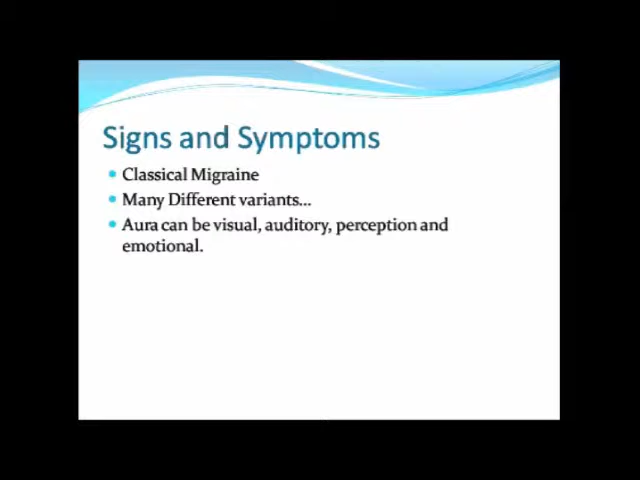 Signs and Symptoms
Classical Migraine
Many Different variants...
Aura can be visual, auditory, perception and
emotional.